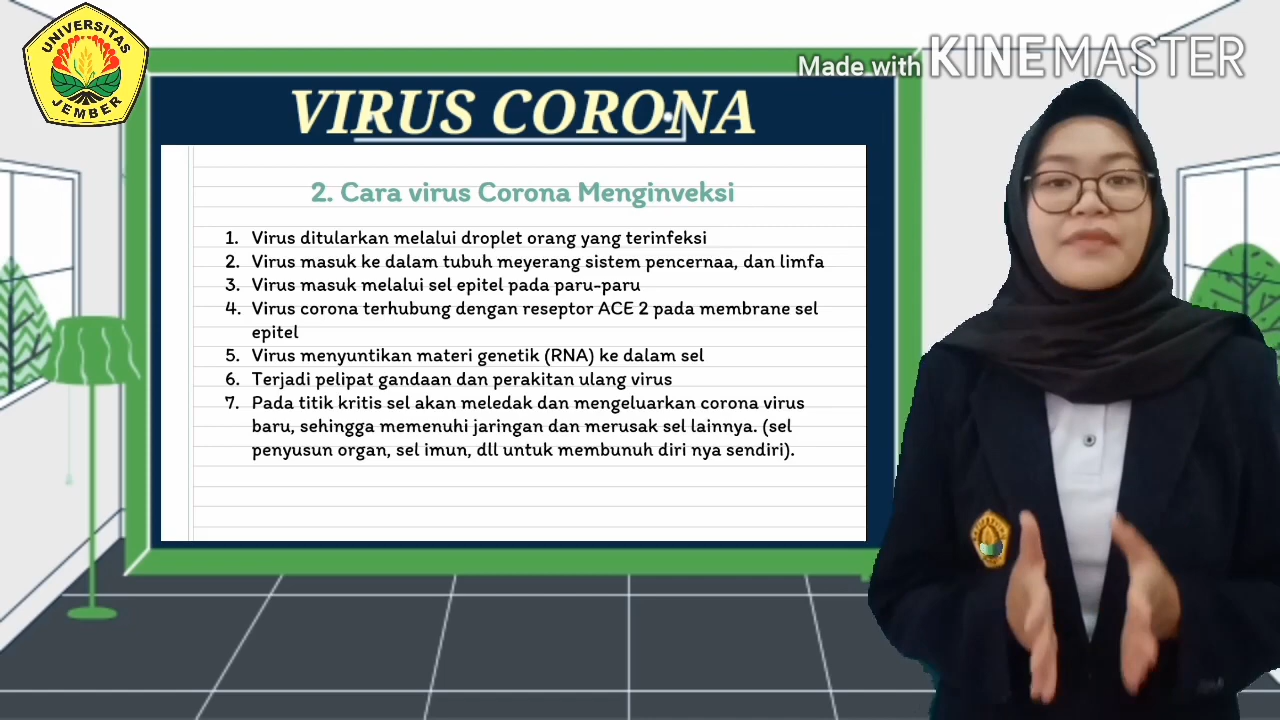 UNIVERSITAS
JEMBER
Made with KINEMASTER
VIRUS CORONA
2. Cara virus Corona Menginveksi
1. Virus ditularkan melalui droplet orang yang terinfeksi
2. Virus masuk ke dalam tubuh meyerang sistem pencernaa, dan limfa
3. Virus masuk melalui sel epitel pada paru-paru
4. Virus corona terhubung dengan reseptor ACE 2 pada membrane sel
epitel
5. Virus menyuntikan materi genetik (RNA) ke dalam sel
6. Terjadi pelipat gandaan dan perakitan ulang virus
7. Pada titik kritis sel akan meledak dan mengeluarkan corona virus
baru, sehingga memenuhi jaringan dan merusak sel lainnya. (sel
penyusun organ, sel imun, dll untuk membunuh diri nya sendiri).